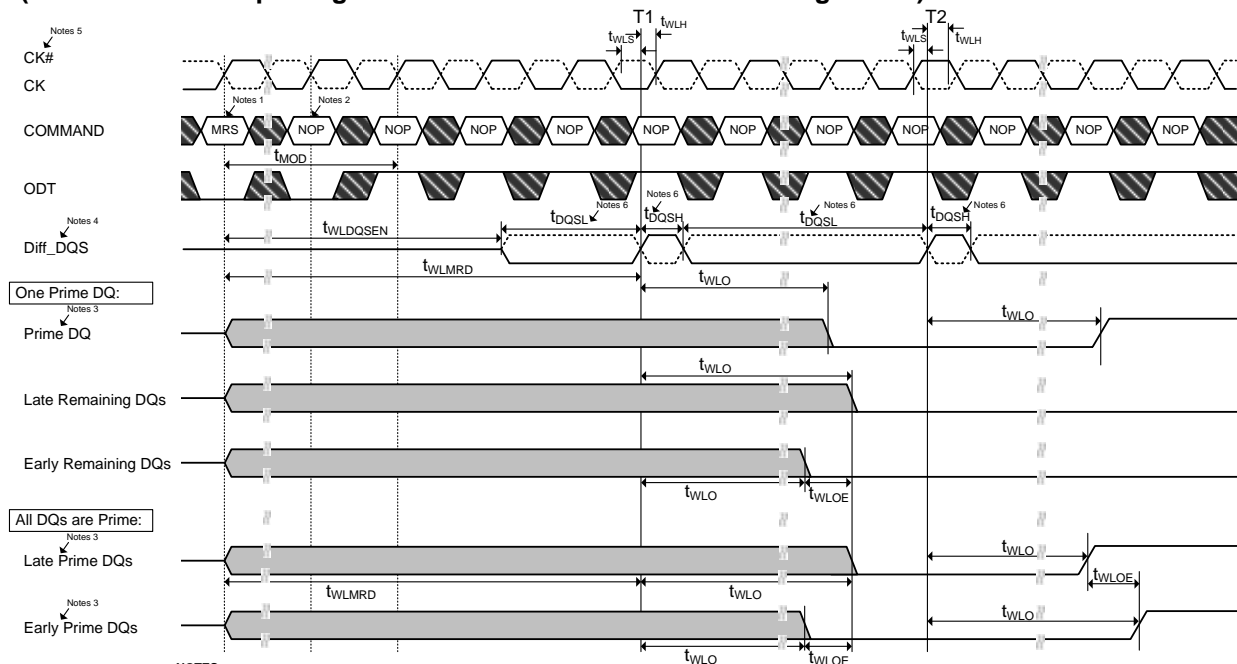 T1 T2
Notes 5
tWLS tWLH tWLS tWLH
CK#
CK
Notes 1 Notes 2
COMMAND MRS NOP NOP NOP NOP NOP NOP NOP NOP NOP NOP NOP
tMOD
ODT
Notes 4
Notes 6 Notes 6 Notes 6 Notes 6
tDQSL tDQSH tDQSL tDQSH
tWLDQSEN
Diff_DQS
tWLMRD
tWLO
One Prime DQ:
Notes 3
tWLO
Prime DQ
tWLO
Late Remaining DQs
Early Remaining DQs
tWLO tWLOE
All DQs are Prime:
Notes 3
tWLO
Late Prime DQs
tWLMRD tWLO tWLOE
Notes 3
tWLO
Early Prime DQs
tWLO tWLOE